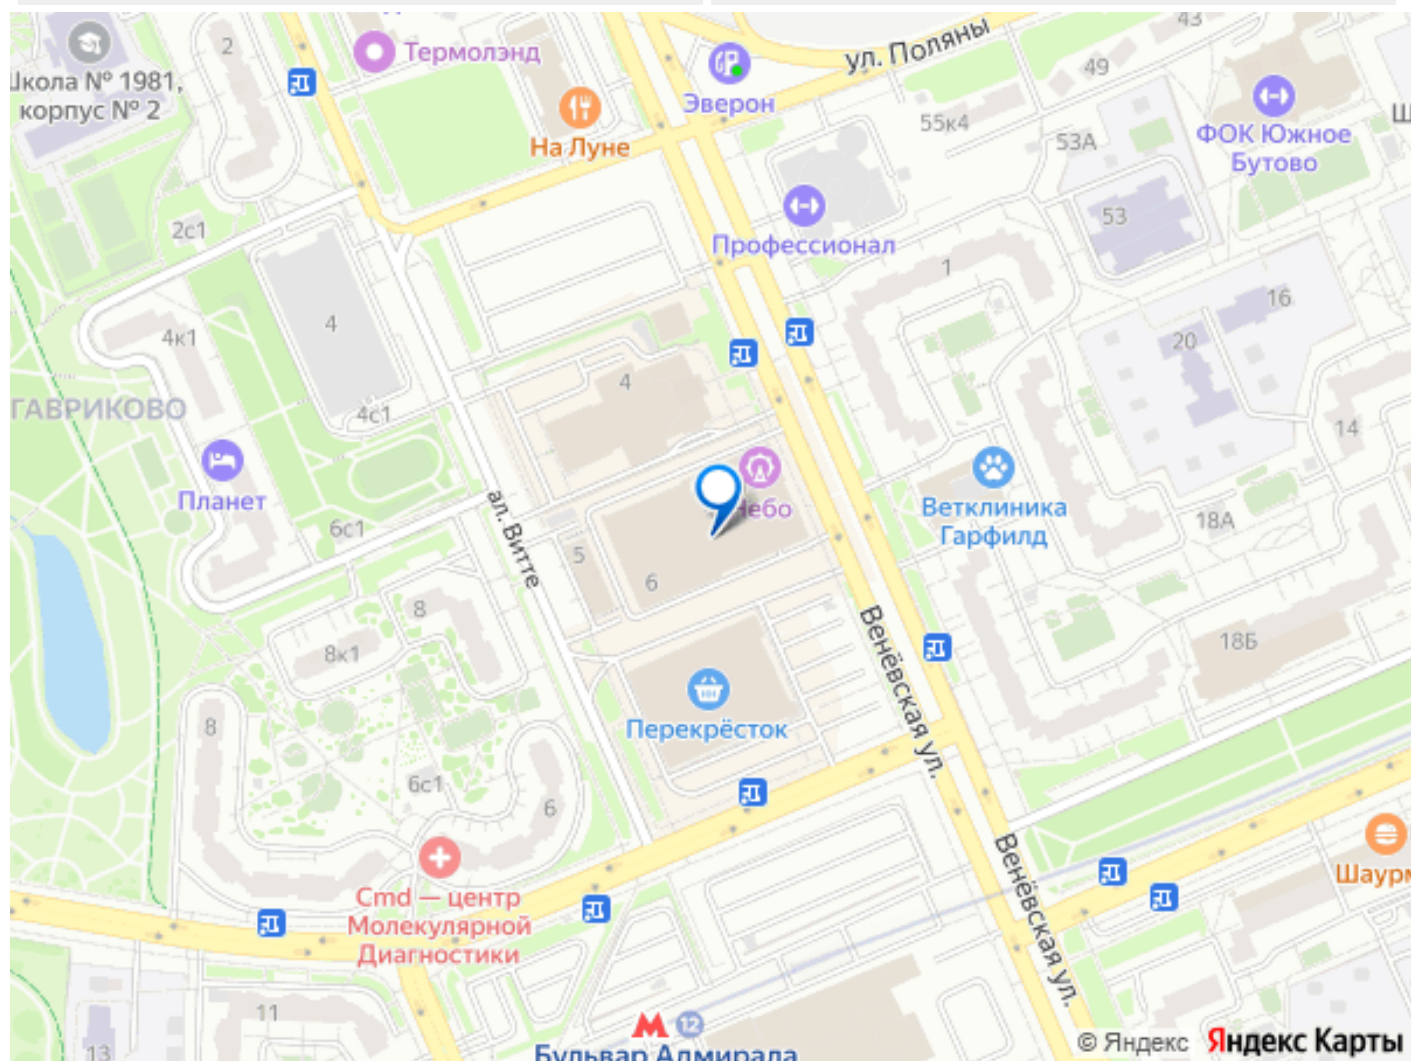 Термолэнд
2
43
ул. Поляны
49
Эверон
Школа № 1981,
корпус № 2
На Луне
55к4
53А
ФОК Южное
Бутово
Профессионал
53
2с1
1
16
4
4к1
20
4
ГАВРИКОВО
4с1
14
Планет
Небо
Ветклиника
Гарфилд
ал. Витте
6с1
18А
5
6
8
8к1
Венёвская ул.
18Б
Перекрёсток
8
6с1
6
Cmd — центр
Молекулярной
Диагностики
Венёвская ул.
11
13
12
Бульвар Адмирала
© Яндекс Яндекс Карты